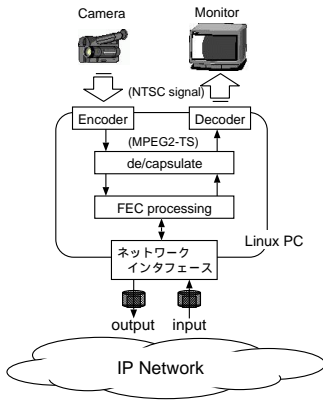 Camera
Monitor
(NTSC signal)
Encoder
Decoder
(MPEG2-TS)
de/capsulate
FEC processing
Linux PC
ネットワーク
インタフェース
output
input
IP Network